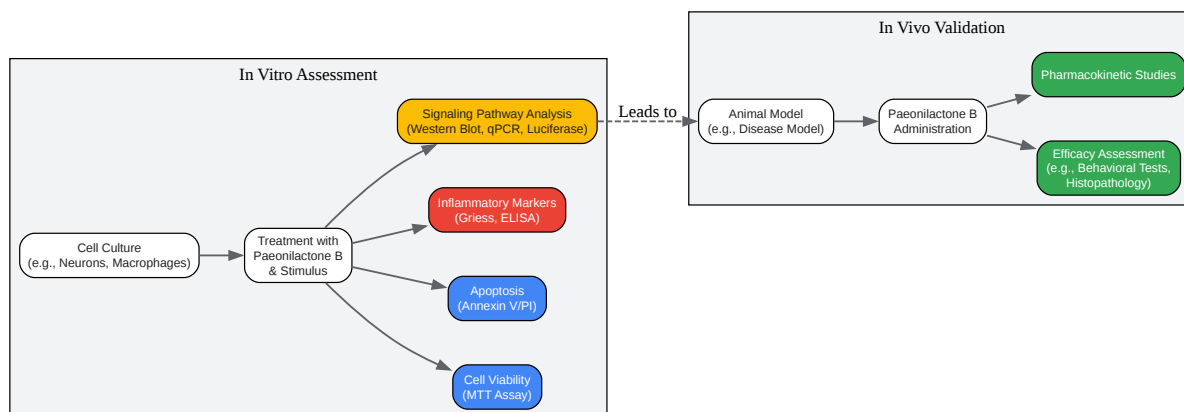 In Vitro Assessment
Cell Culture
(e.g., Neurons, Macrophages)
Treatment with
Paeonilactone B
& Stimulus
Signaling Pathway Analysis
(Western Blot, qPCR, Luciferase)
Inflammatory Markers
(Griess, ELISA)
Apoptosis
(Annexin V/PI)
Cell Viability
(MTT Assay)
Leads to
In Vivo Validation
Animal Model
(e.g., Disease Model)
Paeonilactone B
Administration
Pharmacokinetic Studies
Efficacy Assessment
(e.g., Behavioral Tests,
Histopathology)